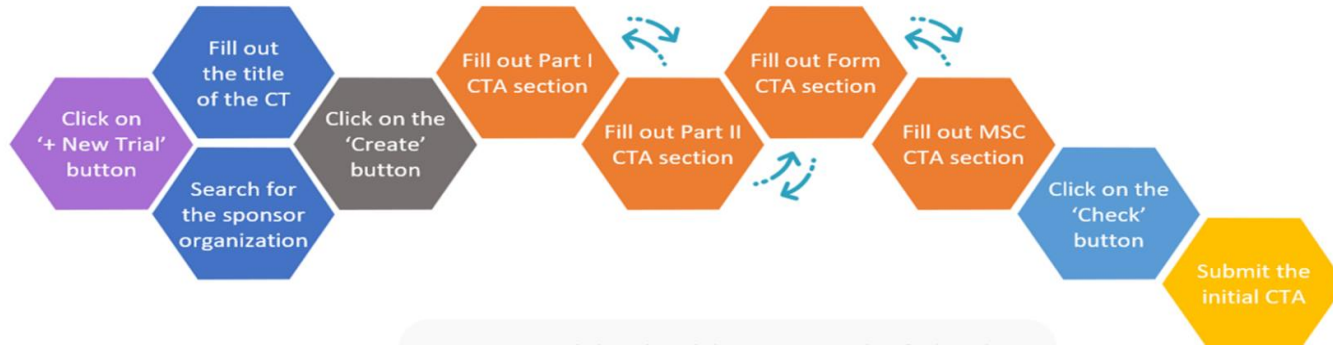 Click on
‘+ New Trial’
button
Fill out
the title
of the CT
Search for
the sponsor
organization
Click on the
‘Create’
button
Fill out Part I
CTA section
Fill out Part II
CTA section
Fill out Form
CTA section
Fill out MSC
CTA section
Click on the
‘Check’
button
Submit the
initial CTA